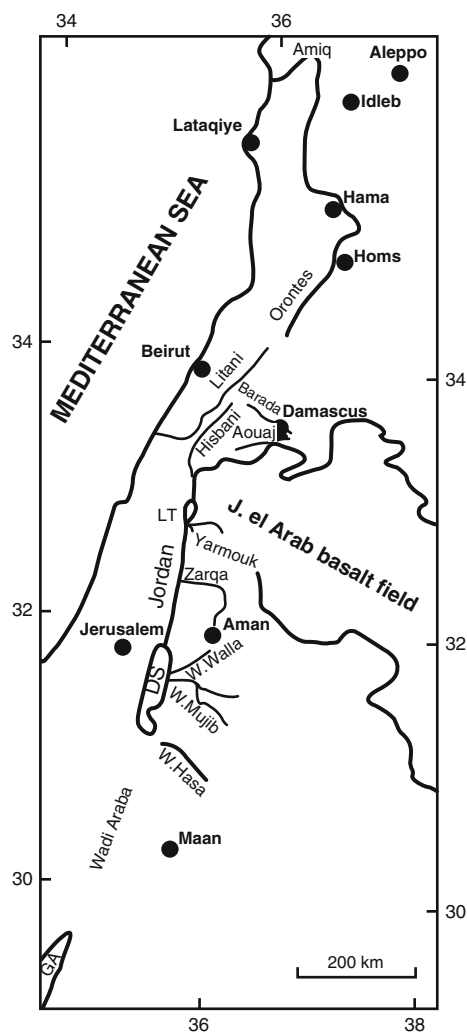 34
36
Amiq
Aleppo
Idleb
Lataqiye
MEDITERRANEAN SEA
Hama
Homs
Orontes
34
Beirut
Litani
34
Barada
Damascus
Hisbani
Aouaj
LT
J. el Arab basalt field
Yarmouk
Jordan
Zarqa
32
Jerusalem
Aman
32
W.Walla
DS
W.Mujib
W.Hasa
Wadi Araba
Maan
30
30
GA
200 km
36
38